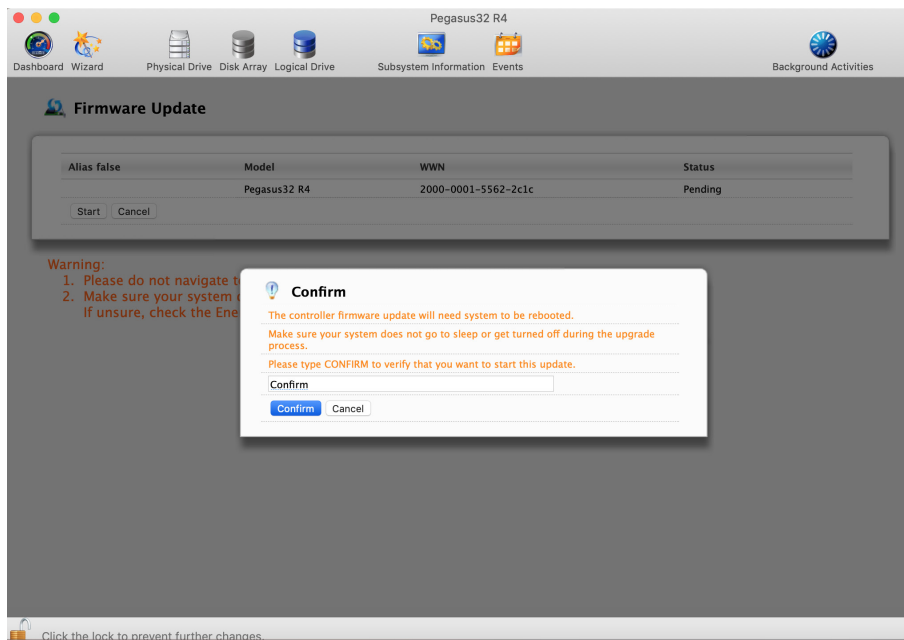 Pegasus32 R4
Dashboard Wizard Physical Drive Disk Array Logical Drive Subsystem Information Events Background Activities
Firmware Update
Alias false Model WWN Status
Pegasus32 R4 2000-0001-5562-2c1c Pending
Start Cancel
Warning:
1. Please do not navigate t
2. Make sure your system
If unsure, check the Ene
Confirm
The controller firmware update will need system to be rebooted.
Make sure your system does not go to sleep or get turned off during the upgrade
process.
Please type CONFIRM to verify that you want to start this update.
Confirm
Confirm Cancel
Click the lock to prevent further changes.